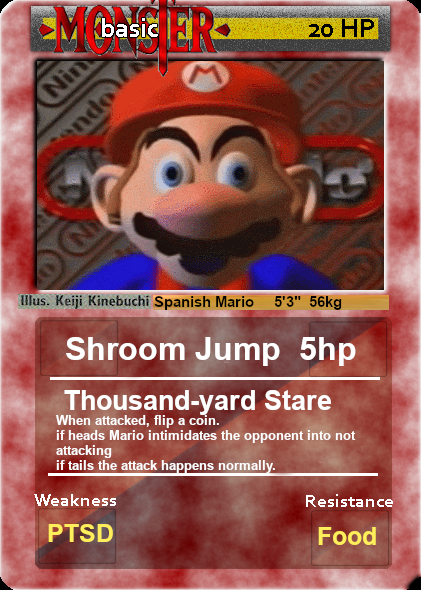 MONSTER
basic
20 HP
Nintendo
Nintendo
M
Illus. Keiji Kinebuchi Spanish Mario 5'3" 56kg
Shroom Jump 5hp
Thousand-yard Stare
When attacked, flip a coin.
if heads Mario intimidates the opponent into not
attacking
if tails the attack happens normally.
Weakness
Resistance
PTSD
Food